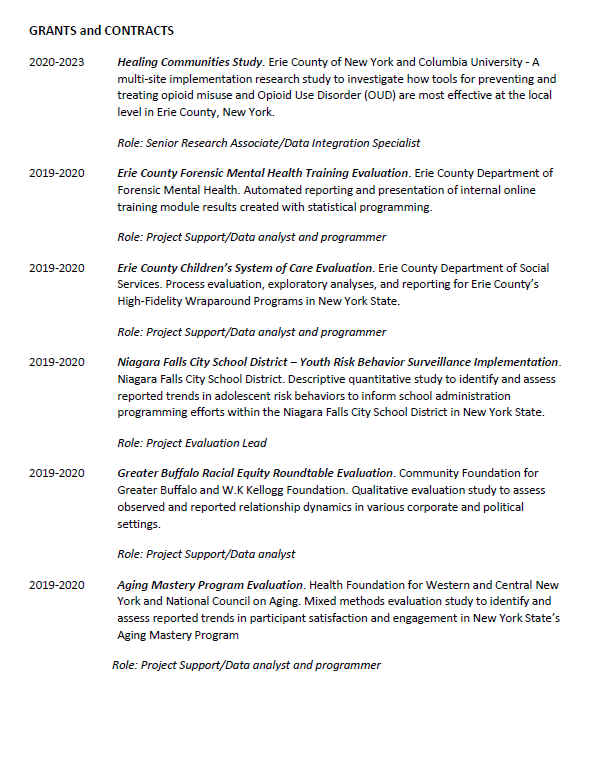 GRANTS and CONTRACTS
2020-2023 Healing Communities Study. Erie County of New York and Columbia University - A
multi-site implementation research study to investigate how tools for preventing and
treating opioid misuse and Opioid Use Disorder (OUD) are most effective at the local
level in Erie County, New York.
Role: Senior Research Associate/Data Integration Specialist
2019-2020 Erie County Forensic Mental Health Training Evaluation. Erie County Department of
Forensic Mental Health. Automated reporting and presentation of internal online
training module results created with statistical programming.
Role: Project Support/Data analyst and programmer
2019-2020 Erie County Children’s System of Care Evaluation. Erie County Department of Social
Services. Process evaluation, exploratory analyses, and reporting for Erie County’s
High-Fidelity Wraparound Programs in New York State.
Role: Project Support/Data analyst and programmer
2019-2020 Niagara Falls City School District – Youth Risk Behavior Surveillance Implementation.
Niagara Falls City School District. Descriptive quantitative study to identify and assess
reported trends in adolescent risk behaviors to inform school administration
programming efforts within the Niagara Falls City School District in New York State.
Role: Project Evaluation Lead
2019-2020 Greater Buffalo Racial Equity Roundtable Evaluation. Community Foundation for
Greater Buffalo and W.K Kellogg Foundation. Qualitative evaluation study to assess
observed and reported relationship dynamics in various corporate and political
settings.
Role: Project Support/Data analyst
2019-2020 Aging Mastery Program Evaluation. Health Foundation for Western and Central New
York and National Council on Aging. Mixed methods evaluation study to identify and
assess reported trends in participant satisfaction and engagement in New York State’s
Aging Mastery Program
Role: Project Support/Data analyst and programmer